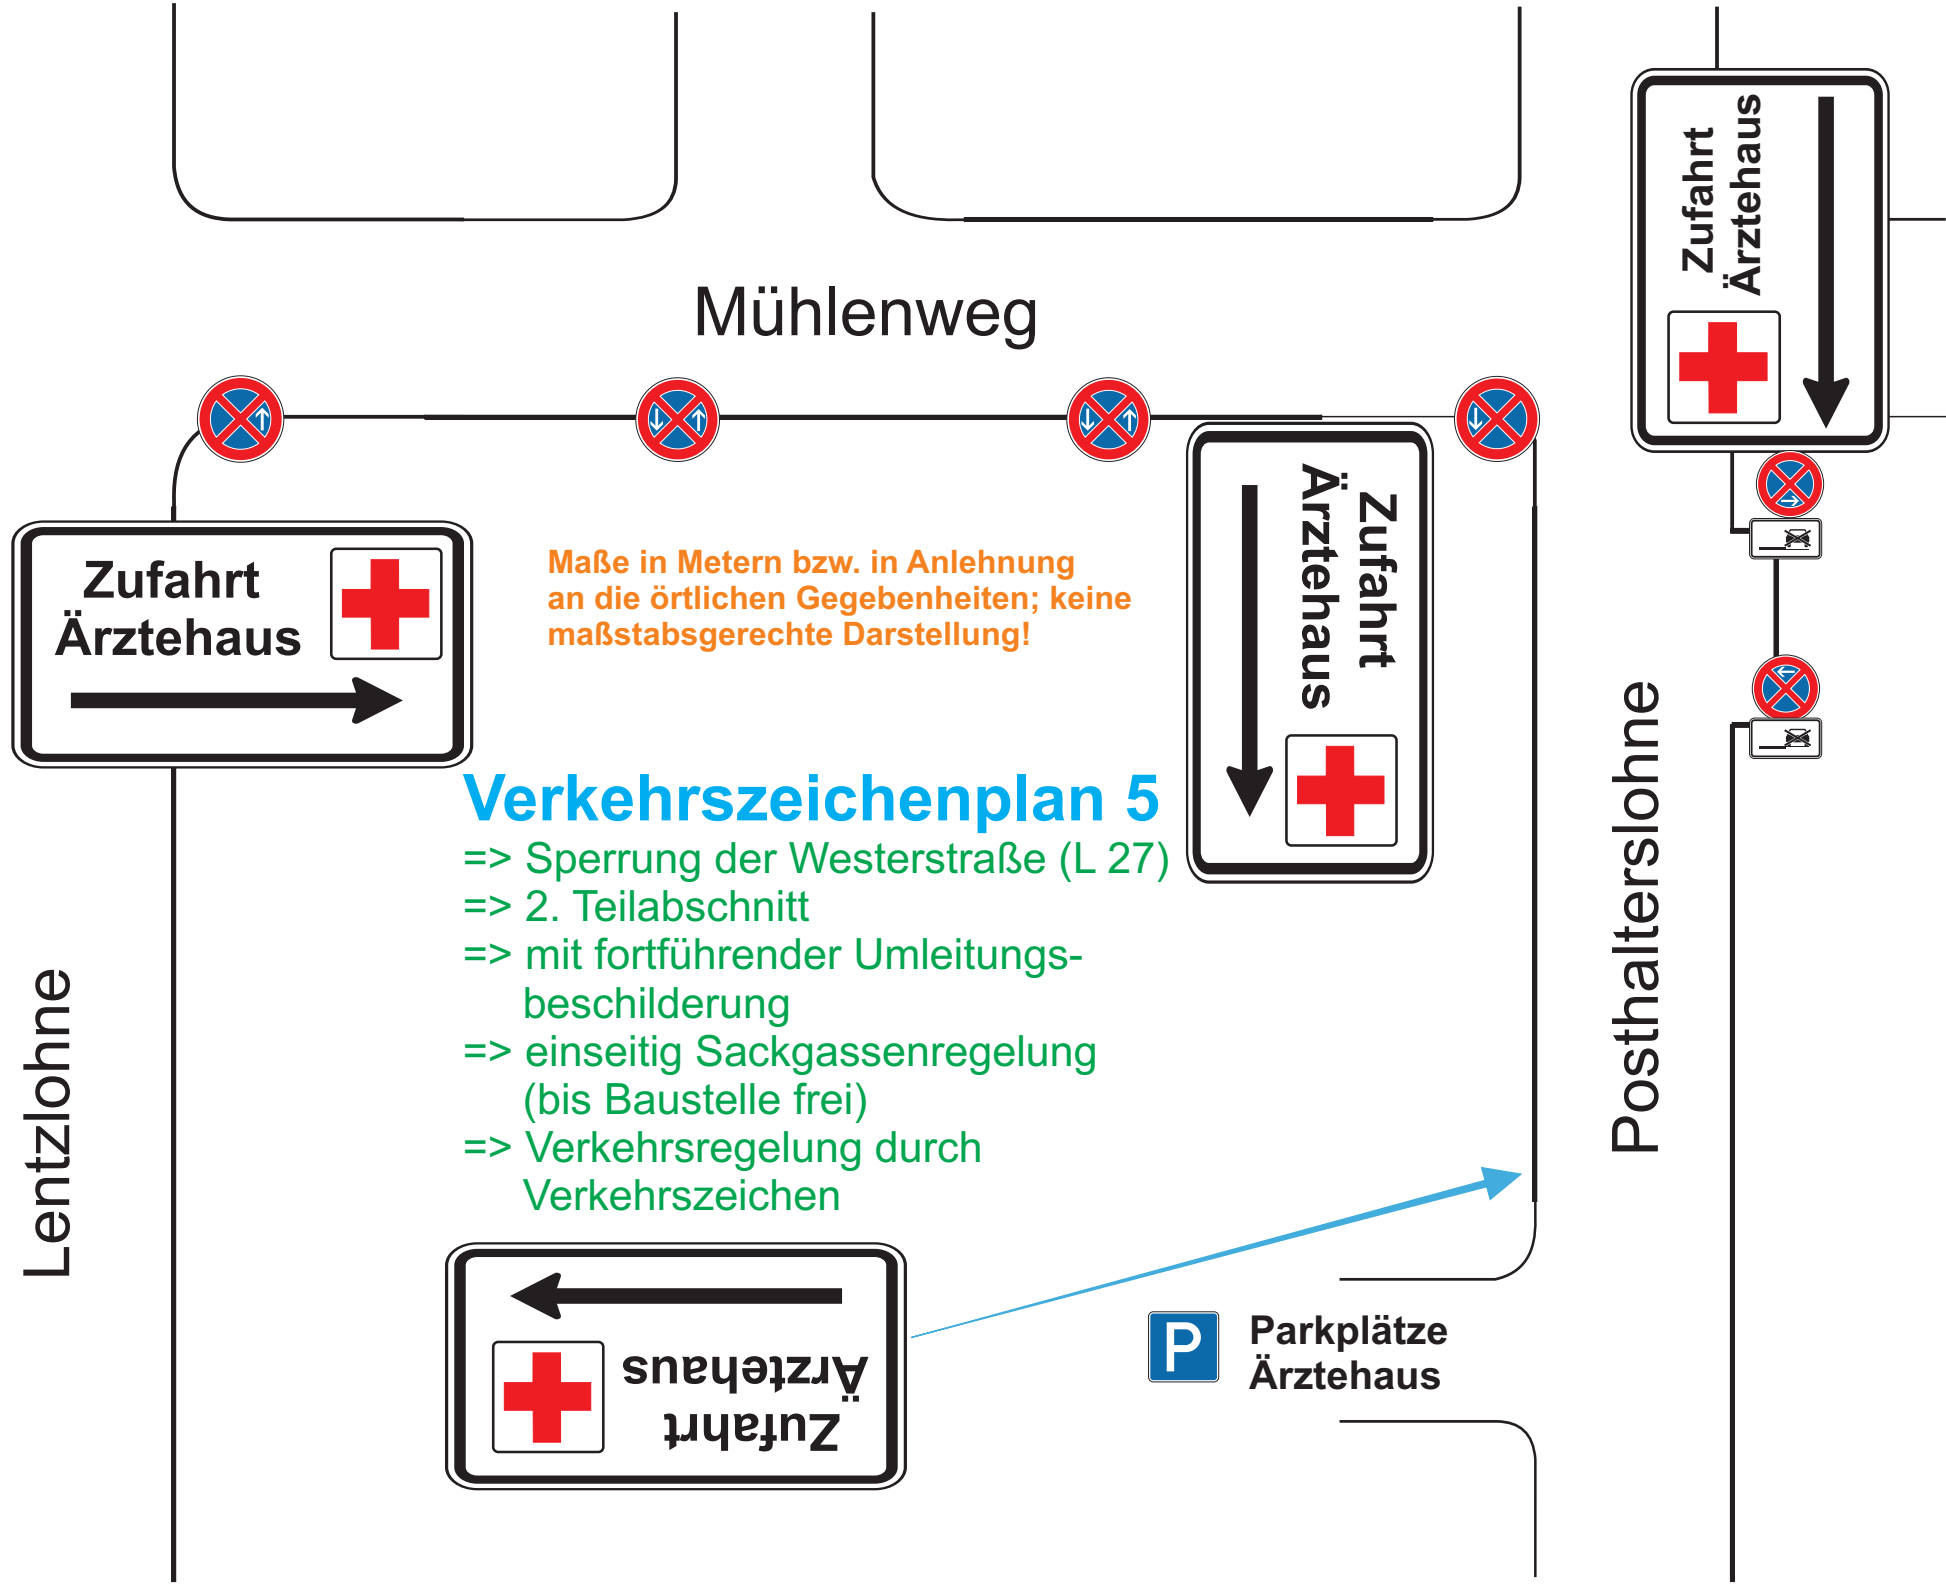 Zufahrt
Ärztehaus
Mühlenweg
Zufahrt
Ärztehaus
Maße in Metern bzw. in Anlehnung
an die örtlichen Gegebenheiten; keine
maßstabsgerechte Darstellung!
Zufahrt
Ärztehaus
Verkehrszeichenplan 5
=> Sperrung der Westerstraße (L 27)
=> 2. Teilabschnitt
=> mit fortführender Umleitungs-
beschilderung
=> einseitig Sackgassenregelung
(bis Baustelle frei)
=> Verkehrsregelung durch
Verkehrszeichen
Lentzlohne
Posthalterslohne
Zufahrt
Ärztehaus
P
Parkplätze
Ärztehaus